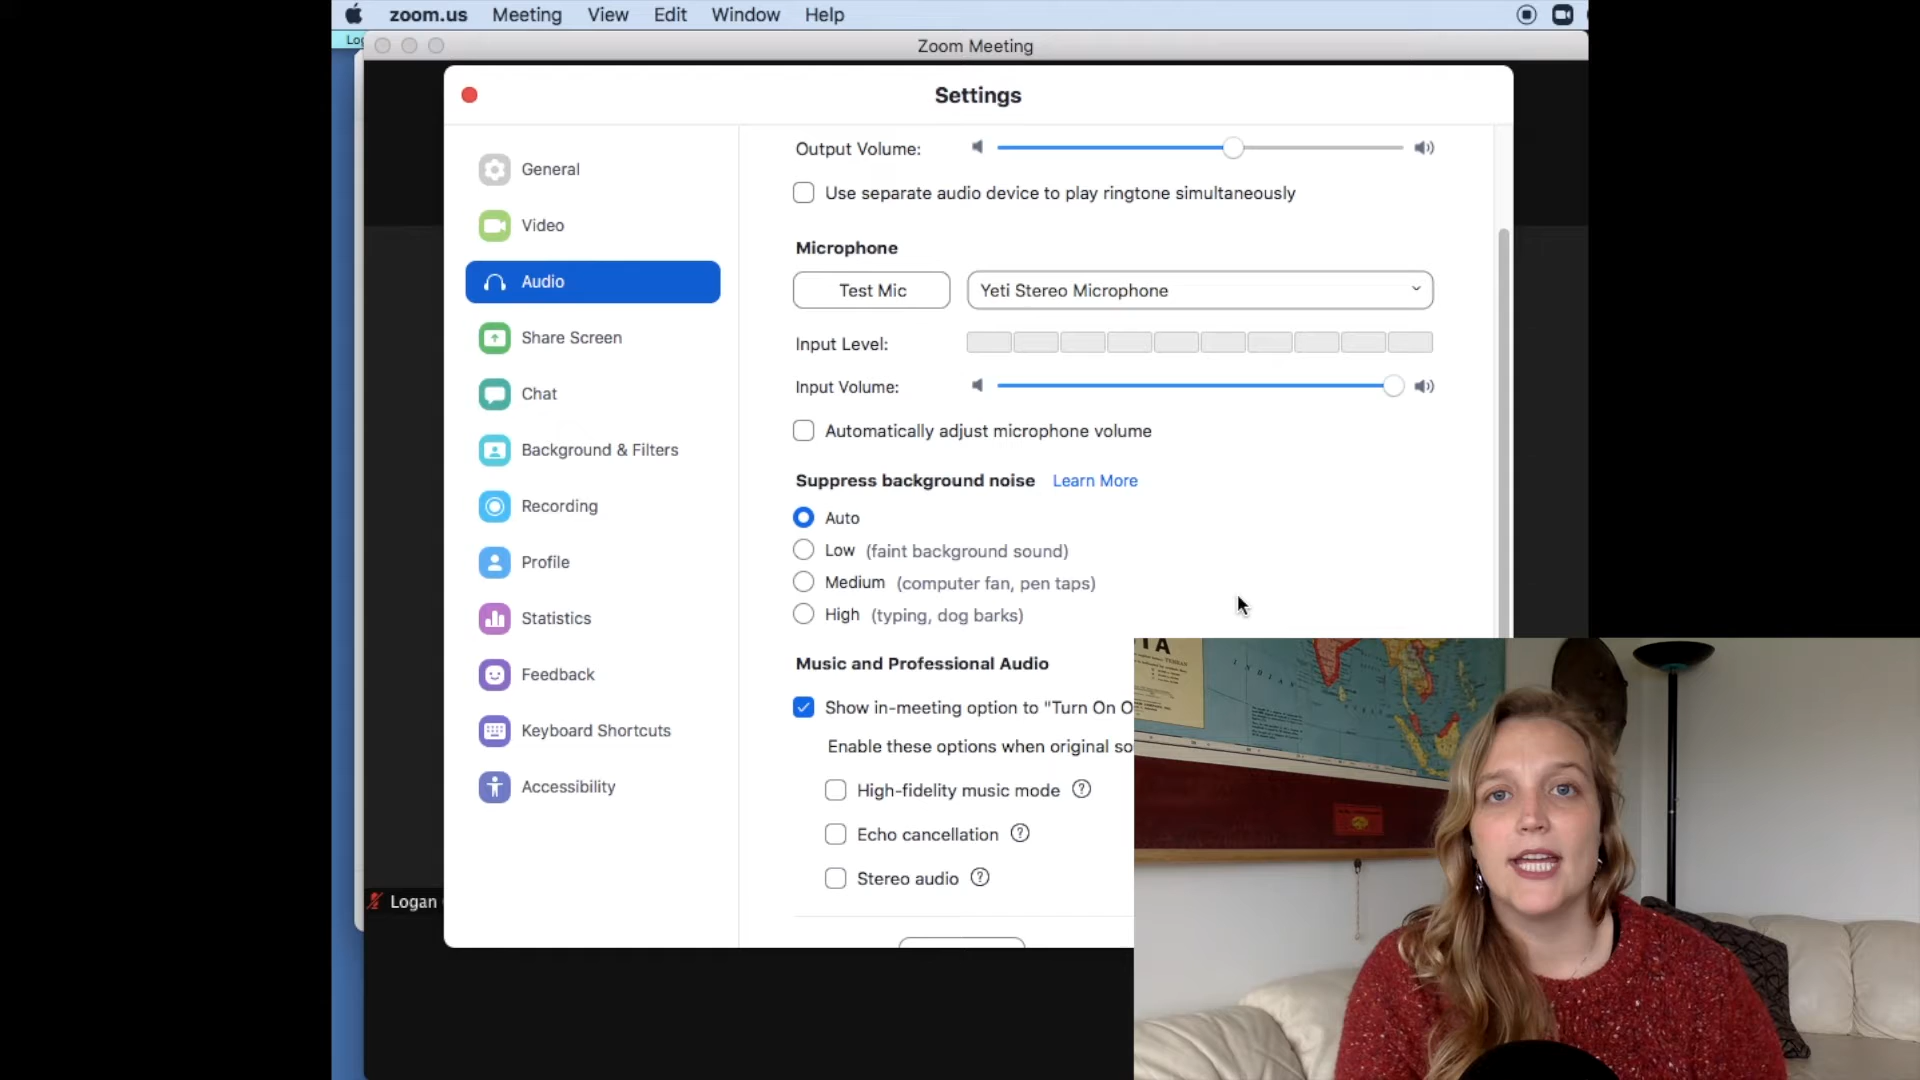 zoom.us Meeting View Edit Window Help
Zoom Meeting
Settings
General
Video
Audio
Share Screen
Chat
Background & Filters
Recording
Profile
Statistics
Feedback
Keyboard Shortcuts
Accessibility
Output Volume:
Use separate audio device to play ringtone simultaneously
Microphone
Test Mic
Yeti Stereo Microphone
Input Level:
Input Volume:
Automatically adjust microphone volume
Suppress background noise Learn More
Auto
Low (faint background sound)
Medium (computer fan, pen taps)
High (typing, dog barks)
Music and Professional Audio
Show in-meeting option to "Turn On O
Enable these options when original so
High-fidelity music mode
Echo cancellation
Stereo audio
Logan
INDIA